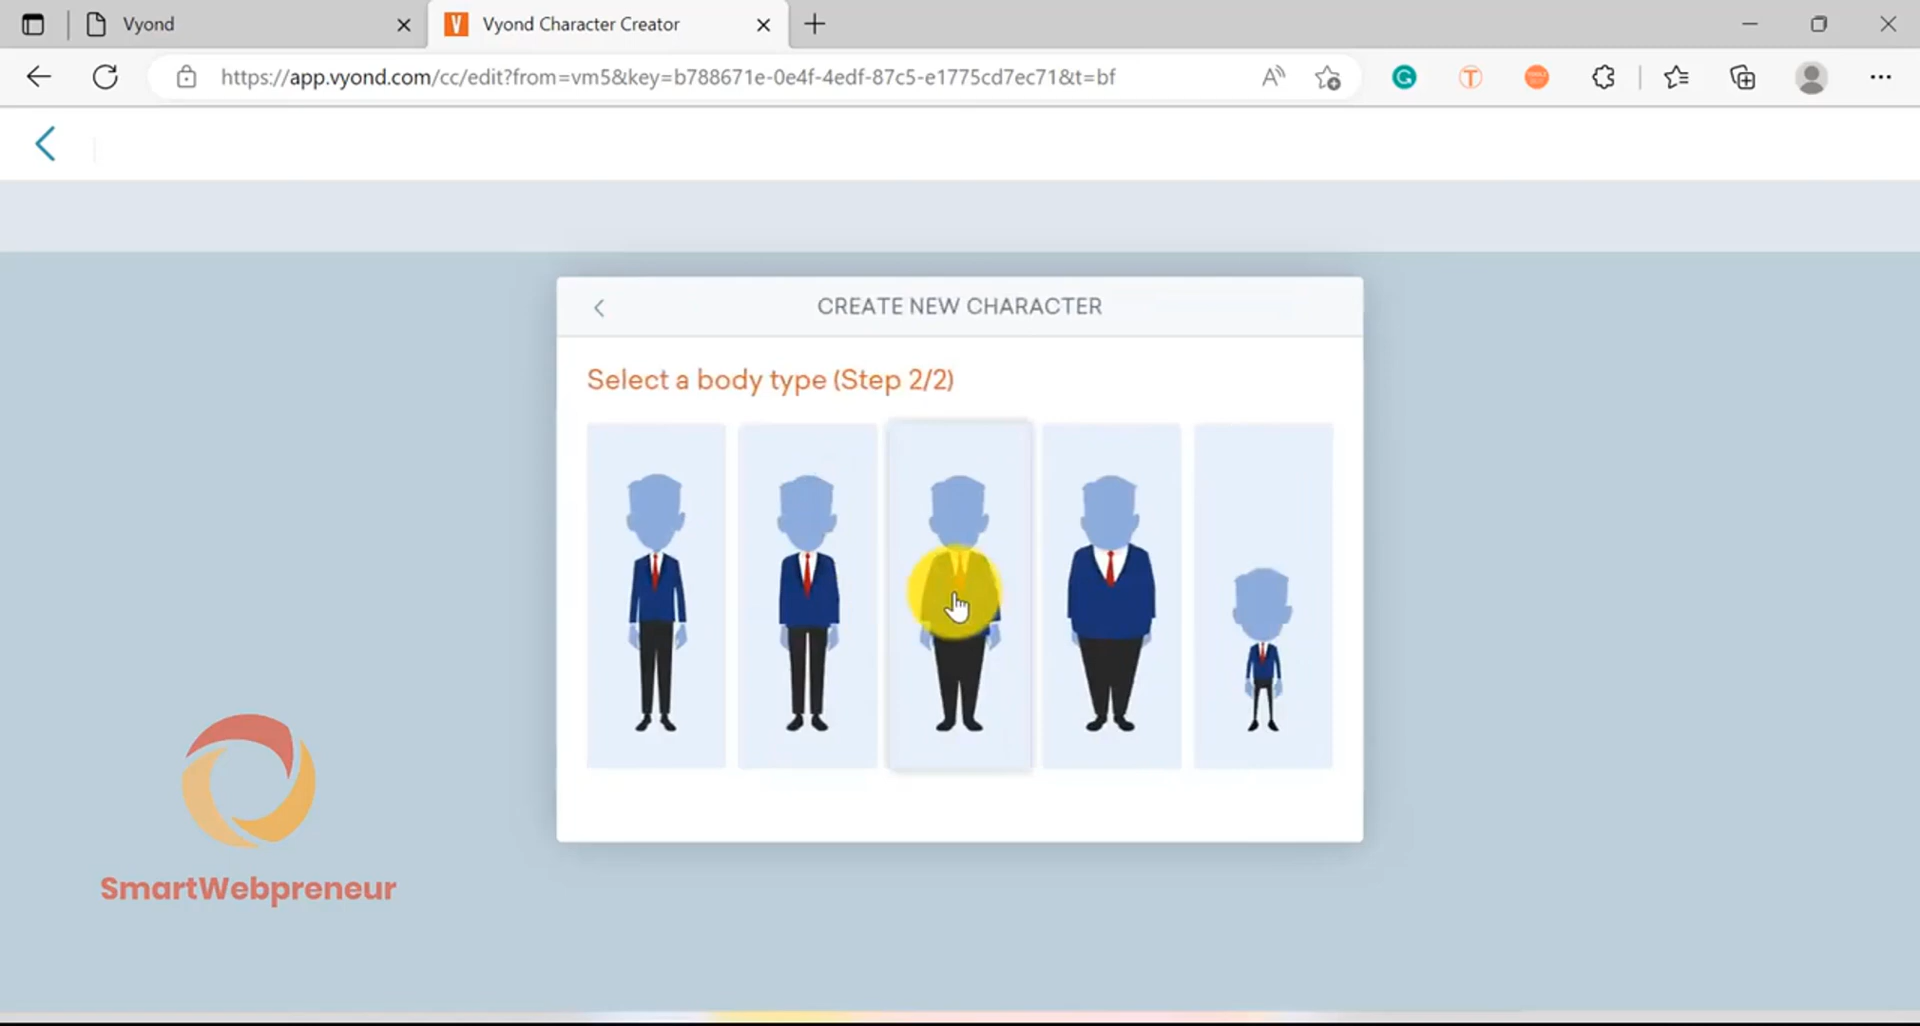 Vyond
Vyond Character Creator
https://app.vyond.com/cc/edit?from=vm5&key=b788671e-0e4f-4edf-87c5-e1775cd7ec71&t=bf
CREATE NEW CHARACTER
Select a body type (Step 2/2)
SmartWebpreneur